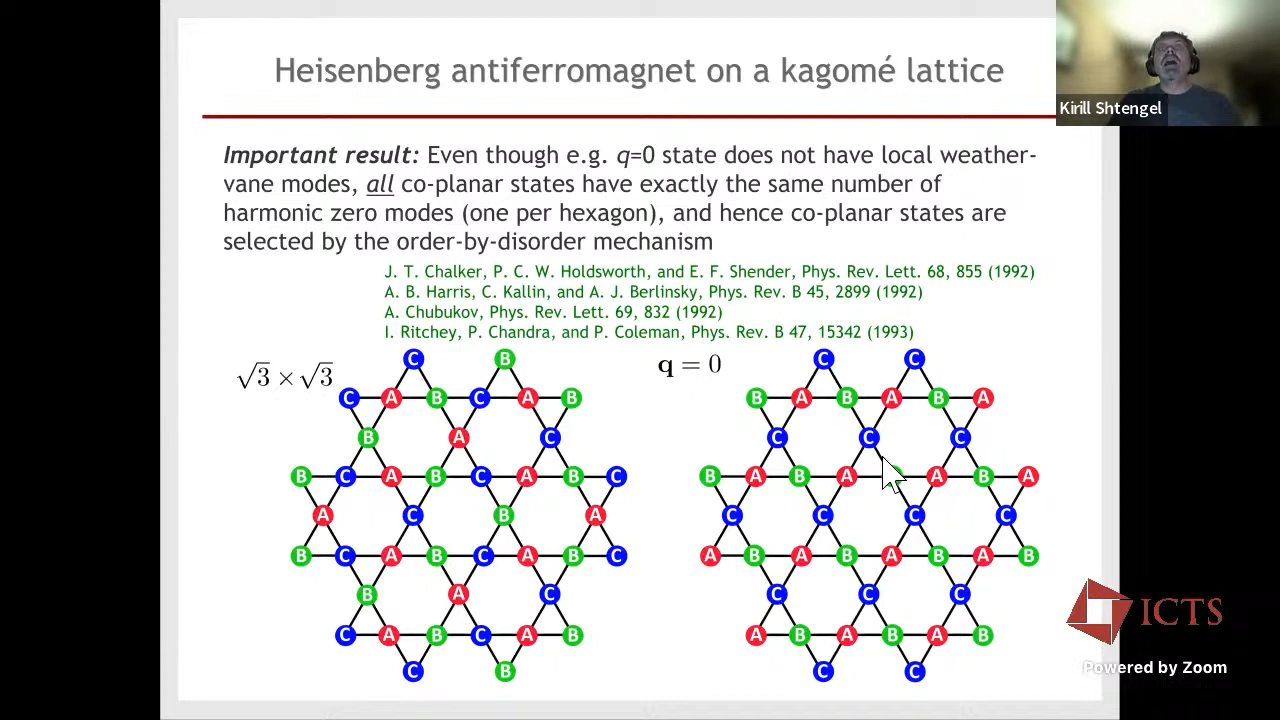 Heisenberg antiferromagnet on a kagomé lattice
Kirill Shtengel
Important result: Even though e.g. q=0 state does not have local weather-
vane modes, all co-planar states have exactly the same number of
harmonic zero modes (one per hexagon), and hence co-planar states are
selected by the order-by-disorder mechanism
J. T. Chalker, P. C. W. Holdsworth, and E. F. Shender, Phys. Rev. Lett. 68, 855 (1992)
A. B. Harris, C. Kallin, and A. J. Berlinsky, Phys. Rev. B 45, 2899 (1992)
A. Chubukov, Phys. Rev. Lett. 69, 832 (1992)
I. Ritchey, P. Chandra, and P. Coleman, Phys. Rev. B 47, 15342 (1993)
√3 × √3
C B
C A B C A B
B A C
B C A B C A B C
A C B A
B C A B C A B C
B A C
C A B C A B
C B
q = 0
C C
B A B A B A
C C C
B A B A A B A
C C C C
A B A B A B A B
C C C
A B A B A B
C C
ICTS
Powered by Zoom